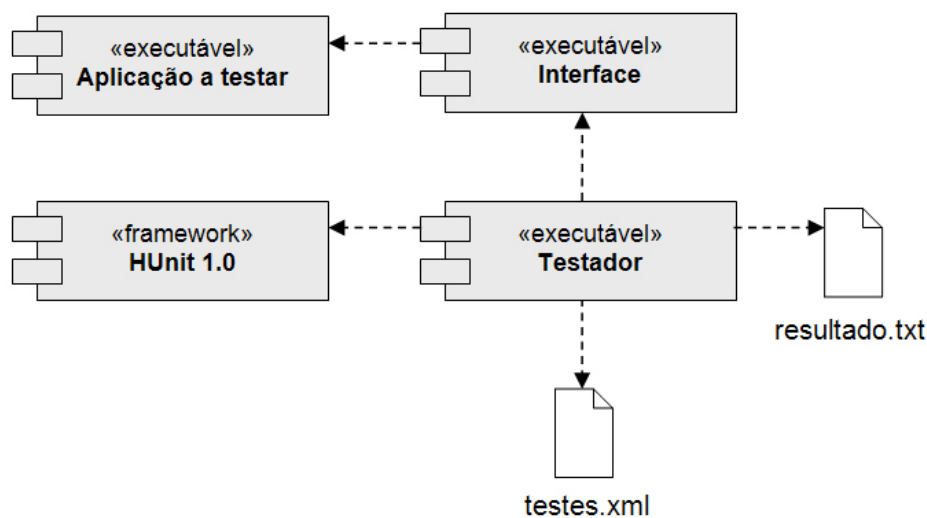 «executável»
Aplicação a testar
«executável»
Interface
«framework»
HUnit 1.0
«executável»
Testador
resultado.txt
testes.xml